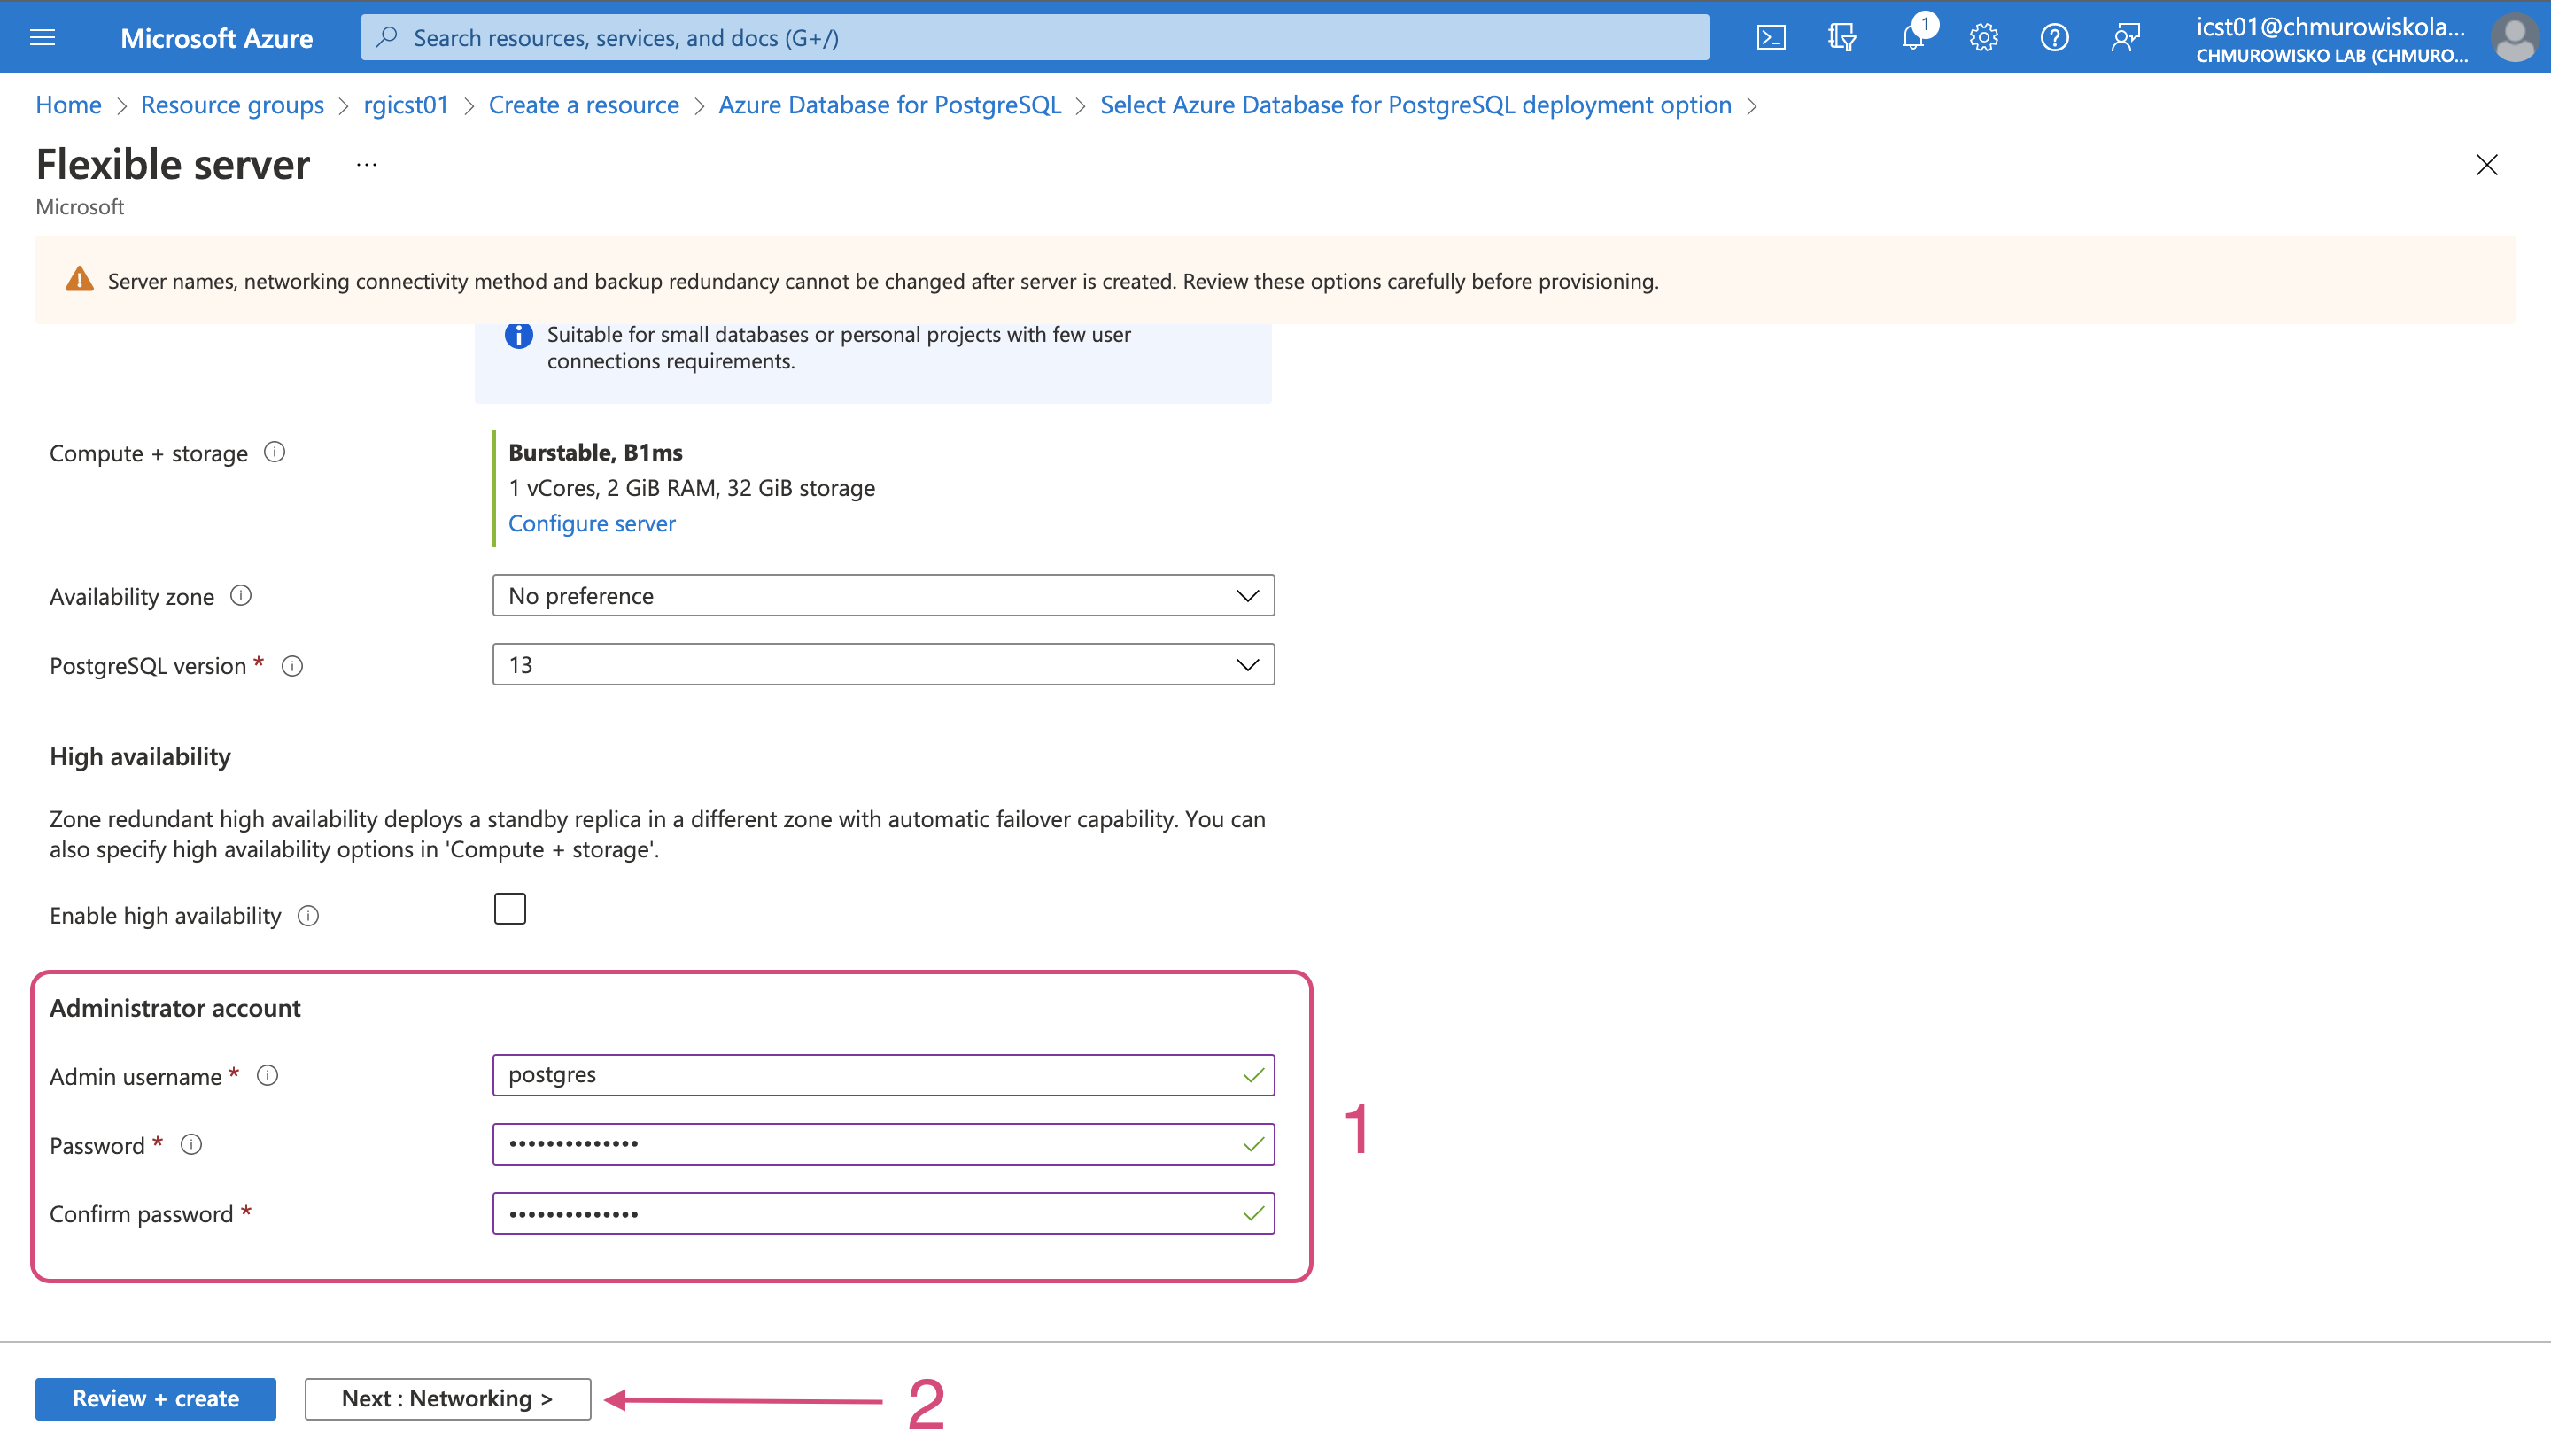 Microsoft Azure
Search resources, services, and docs (G+/)
1
icst01@chmurowiskola...
CHMUROWISKO LAB (CHMURO...
Home > Resource groups > rgicst01 > Create a resource > Azure Database for PostgreSQL > Select Azure Database for PostgreSQL deployment option >
Flexible server ...
Microsoft
Server names, networking connectivity method and backup redundancy cannot be changed after server is created. Review these options carefully before provisioning.
Suitable for small databases or personal projects with few user
connections requirements.
Compute + storage
Burstable, B1ms
1 vCores, 2 GiB RAM, 32 GiB storage
Configure server
Availability zone
No preference
PostgreSQL version *
13
High availability
Zone redundant high availability deploys a standby replica in a different zone with automatic failover capability. You can
also specify high availability options in 'Compute + storage'.
Enable high availability
Administrator account
Admin username *
postgres
Password *
••••••••••••••
Confirm password *
••••••••••••••
1
Review + create
Next : Networking >
2